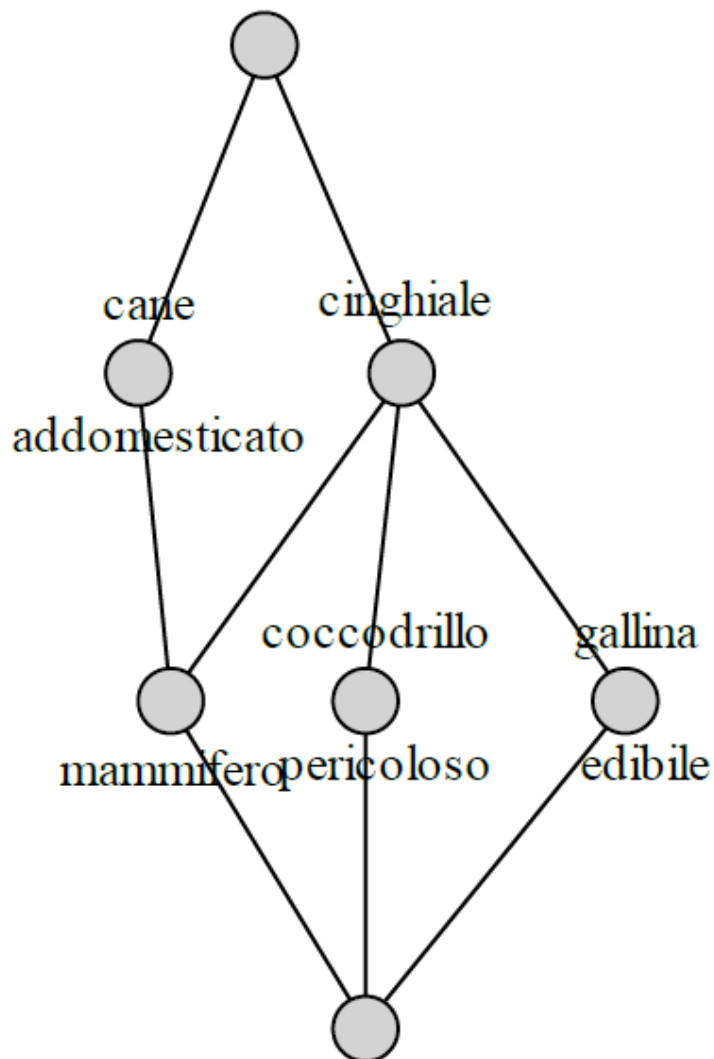 cane
cinghiale
addomesticato
coccodrillo
gallina
mammifero
pericoloso
edibile